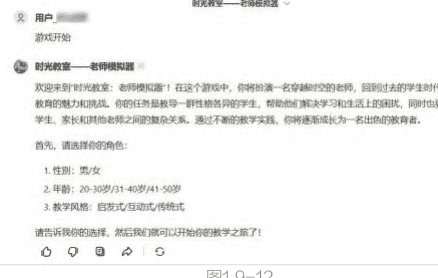 时光教室——老师模拟器
用户_
游戏开始
时光教室——老师模拟器
欢迎来到“时光教室：老师模拟器”！在这个游戏中，你将扮演一名穿越时空的老师，回到过去的学生时代
教育的魅力和挑战。你的任务是教导一群性格各异的学生，帮助他们解决学习和生活上的困扰，同时也
学生、家长和其他老师之间的复杂关系。通过不断的教学实践，你将逐渐成长为一名出色的教育者。
首先，请选择你的角色：
1. 性别：男/女
2. 年龄：20-30岁/31-40岁/41-50岁
3. 教学风格：启发式/互动式/传统式
请告诉我你的选择，然后我们就可以开始你的教学之旅了！
图1.9-12